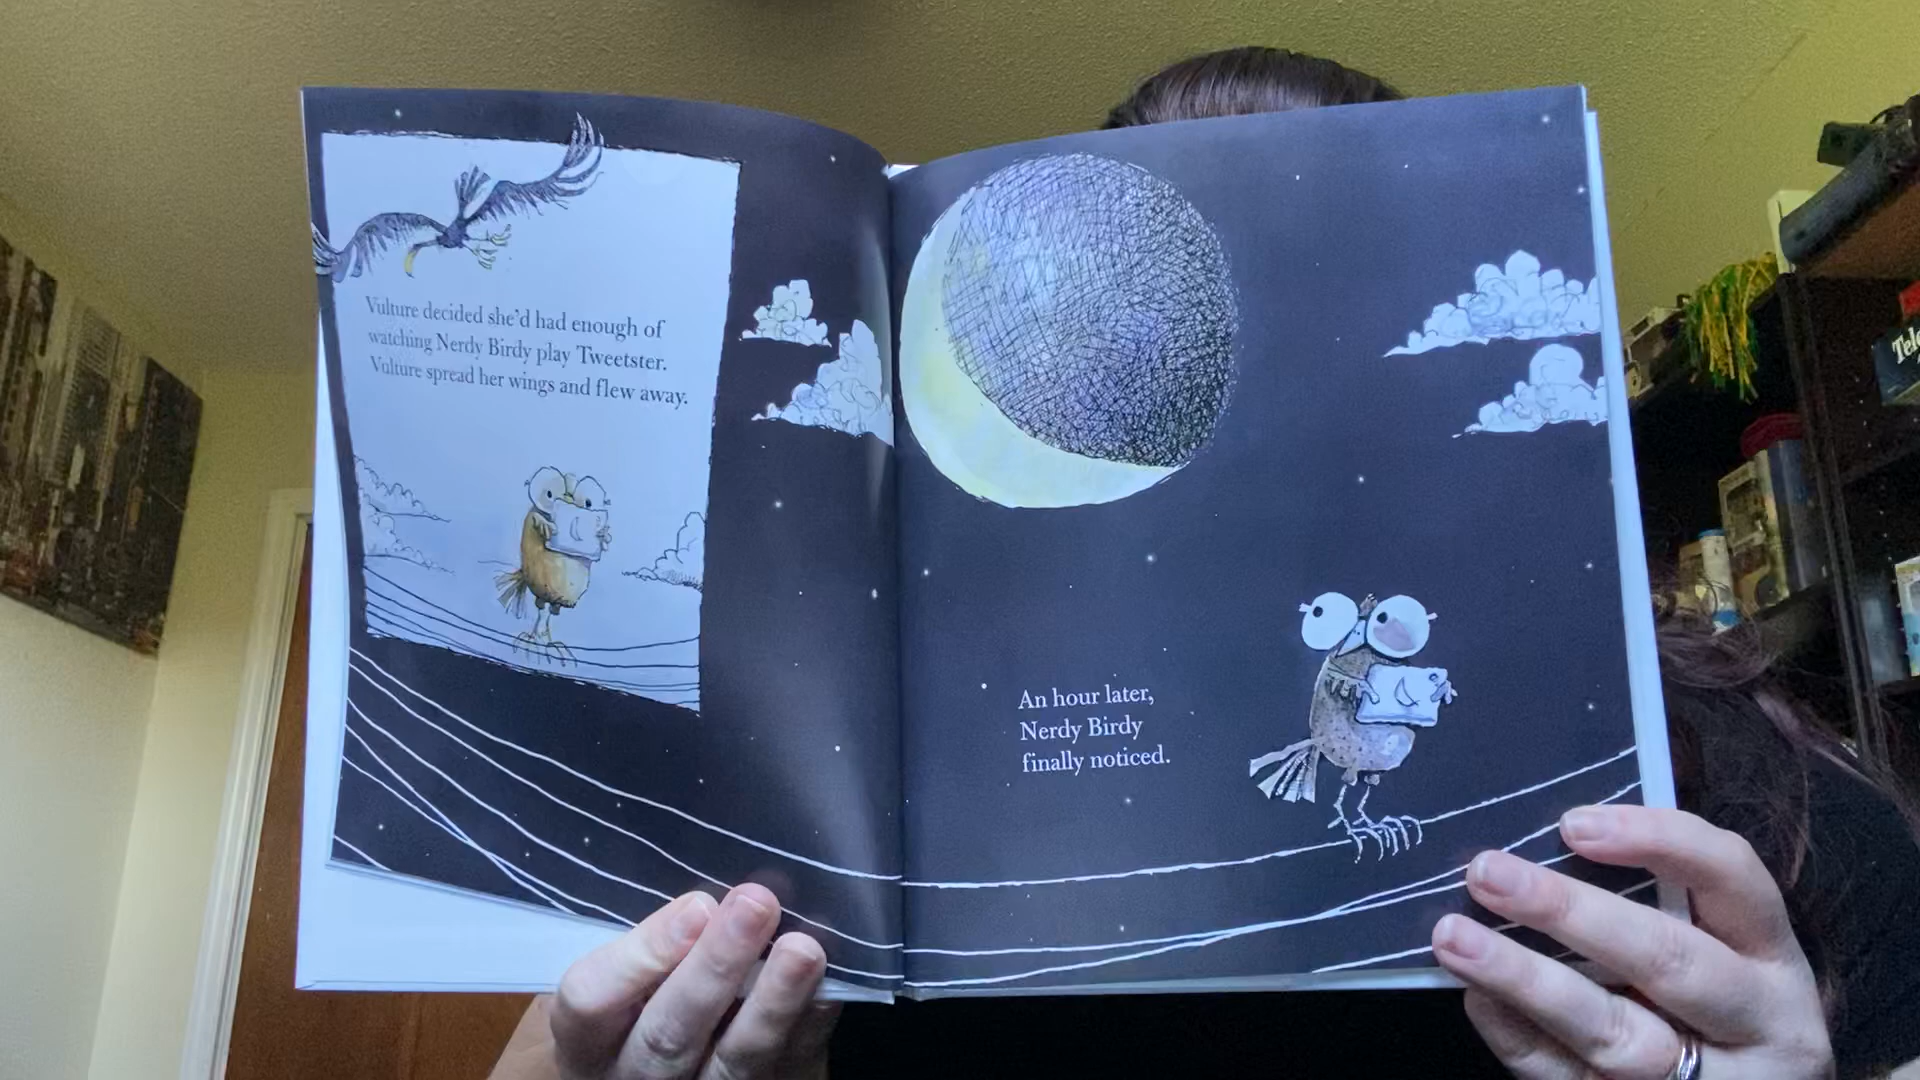 Vulture decided she'd had enough of
watching Nerdy Birdy play Tweetster.
Vulture spread her wings and flew away.
An hour later,
Nerdy Birdy
finally noticed.